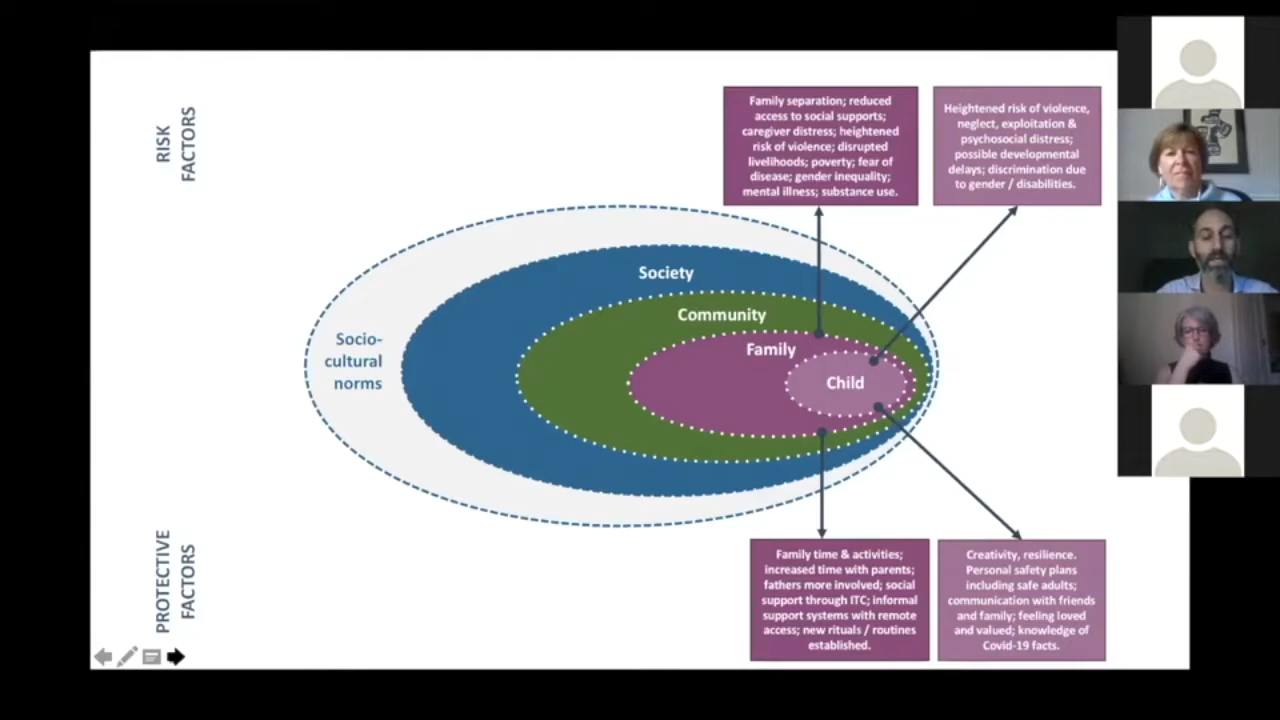 RISK
FACTORS
Family separation; reduced
access to social supports;
caregiver distress; heightened
risk of violence; disrupted
livelihoods; poverty; fear of
disease; gender inequality;
mental illness; substance use.
Heightened risk of violence,
neglect, exploitation &
psychosocial distress;
possible developmental
delays; discrimination due
to gender / disabilities.
Society
Community
Family
Child
Socio-
cultural
norms
PROTECTIVE
FACTORS
Family time & activities;
increased time with parents;
fathers more involved; social
support through ITC; informal
support systems with remote
access; new rituals / routines
established.
Creativity, resilience.
Personal safety plans
including safe adults;
communication with friends
and family; feeling loved
and valued; knowledge of
Covid-19 facts.